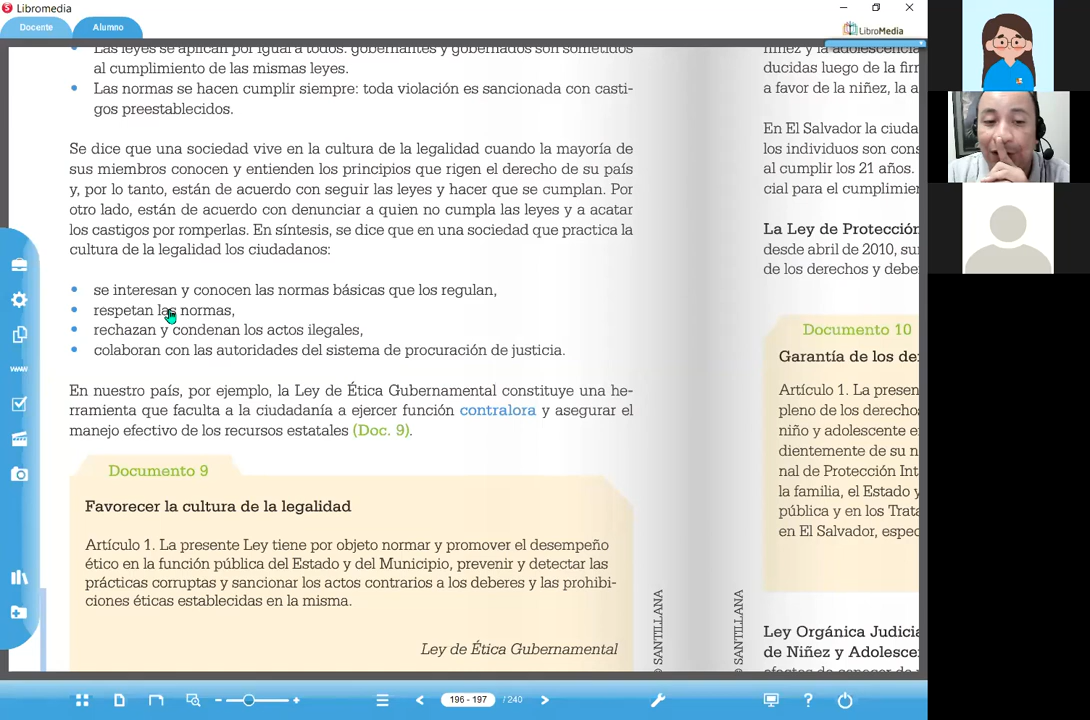 Libromedia
Docente
Alumno
LIBROMEDIA
Las leyes se aplican por igual a todos: gobernantes y gobernados son sometidos
al cumplimiento de las mismas leyes.
Las normas se hacen cumplir siempre: toda violación es sancionada con casti-
gos preestablecidos.
Se dice que una sociedad vive en la cultura de la legalidad cuando la mayoría de
sus miembros conocen y entienden los principios que rigen el derecho de su país
y, por lo tanto, están de acuerdo con seguir las leyes y hacer que se cumplan. Por
otro lado, están de acuerdo con denunciar a quien no cumpla las leyes y a acatar
los castigos por romperlas. En síntesis, se dice que en una sociedad que practica la
cultura de la legalidad los ciudadanos:
se interesan y conocen las normas básicas que los regulan,
respetan las normas,
rechazan y condenan los actos ilegales,
colaboran con las autoridades del sistema de procuración de justicia.
En nuestro país, por ejemplo, la Ley de Ética Gubernamental constituye una he-
rramienta que faculta a la ciudadanía a ejercer función contralora y asegurar el
manejo efectivo de los recursos estatales (Doc. 9).
Documento 9
Favorecer la cultura de la legalidad
Artículo 1. La presente Ley tiene por objeto normar y promover el desempeño
ético en la función pública del Estado y del Municipio, prevenir y detectar las
prácticas corruptas y sancionar los actos contrarios a los deberes y las prohibi-
ciones éticas establecidas en la misma.
Ley de Ética Gubernamental
© SANTILLANA
niñez y la adolescencia
ducidas luego de la fir
a favor de la niñez, la a
En El Salvador la ciuda
los individuos son cons
al cumplir los 21 años.
cial para el cumplimie
La Ley de Protección
desde abril de 2010, su
de los derechos y debe
Documento 10
Garantía de los de
Artículo 1. La presen
pleno de los derechos
niño y adolescente e
dientemente de su n
nal de Protección Int
la familia, el Estado y
pública y en los Trata
en El Salvador, espec
© SANTILLANA
Ley Orgánica Judicia
de Niñez y Adolesce
www
196 - 197 / 240